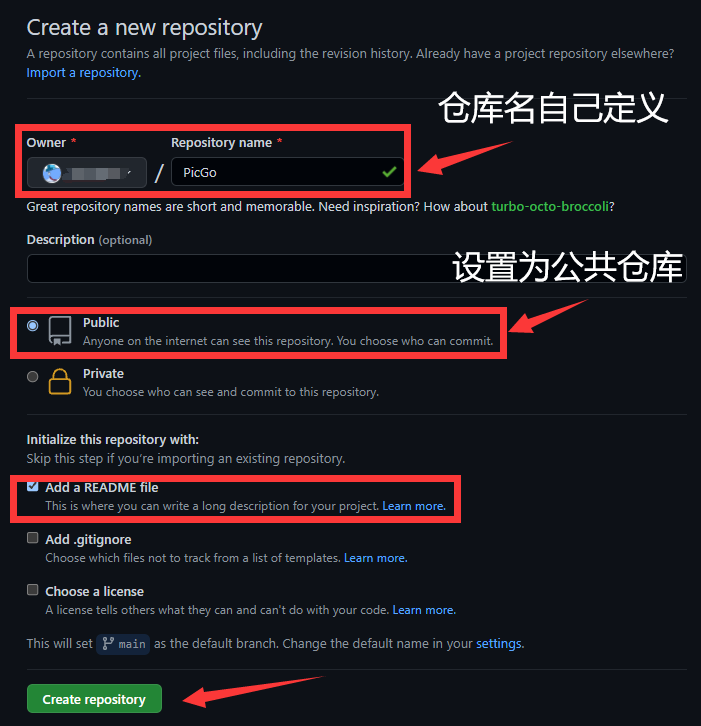 Create a new repository
A repository contains all project files, including the revision history. Already have a project repository elsewhere?
Import a repository.
仓库名自己定义
Owner *
Repository name *
/
PicGo
Great repository names are short and memorable. Need inspiration? How about turbo-octo-broccoli?
Description (optional)
设置为公共仓库
Public
Anyone on the internet can see this repository. You choose who can commit.
Private
You choose who can see and commit to this repository.
Initialize this repository with:
Skip this step if you're importing an existing repository.
Add a README file
This is where you can write a long description for your project. Learn more.
Add .gitignore
Choose which files not to track from a list of templates. Learn more.
Choose a license
A license tells others what they can and can't do with your code. Learn more.
This will set main as the default branch. Change the default name in your settings.
Create repository